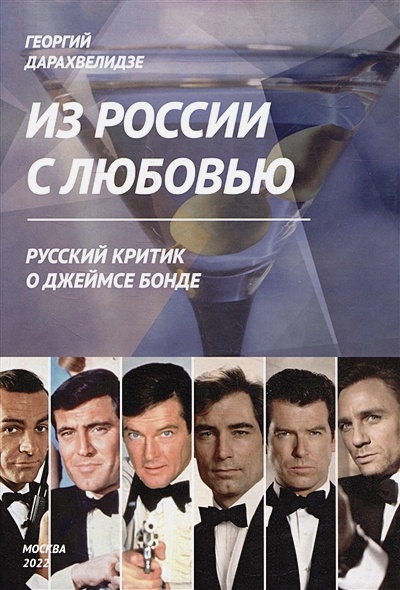 ГЕОРГИЙ
ДАРАХВЕЛИДЗЕ
ИЗ РОССИИ
С ЛЮБОВЬЮ
РУССКИЙ КРИТИК
О ДЖЕЙМСЕ БОНДЕ
МОСКВА
2022